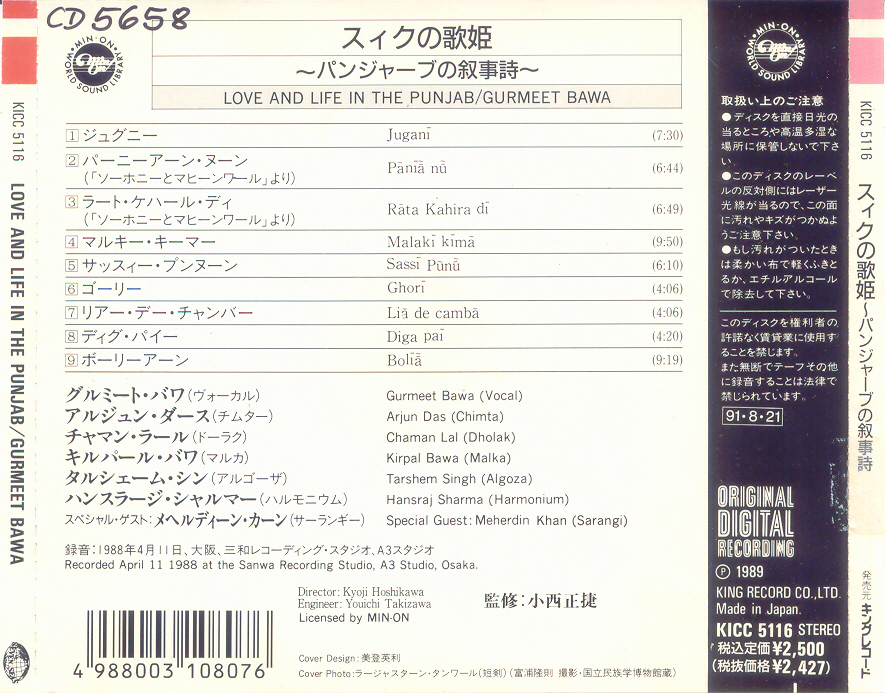 CD 5658
MIN-ON
WORLD SOUND LIBRARY
スィクの歌姫
〜パンジャーブの叙事詩〜
LOVE AND LIFE IN THE PUNJAB/GURMEET BAWA
1 ジュグニー Juganī (7:30)
2 パーニーアーン・ヌーン Pānīã nũ (6:44)
(「ソーホニーとマヒーンワール」より)
3 ラート・ケハール・ディ Rāta Kahira dī (6:49)
(「ソーホニーとマヒーンワール」より)
4 マルキー・キーマー Malakī kīmā (9:50)
5 サッスィー・プンヌーン Sassī Pūnū (6:10)
6 ゴーリー Ghorī (4:06)
7 リアー・デー・チャンバー Liā de cambā (4:06)
8 ディグ・パイー Diga paī (4:20)
9 ボーリーアーン Bolīā (9:19)
グルミート・バワ(ヴォーカル) Gurmeet Bawa (Vocal)
アルジュン・ダース(チムター) Arjun Das (Chimta)
チャマン・ラール(ドーラク) Chaman Lal (Dholak)
キルパール・バワ(マルカ) Kirpal Bawa (Malka)
タルシェーム・シン(アルゴーザ) Tarshem Singh (Algoza)
ハンスラージ・シャルマー(ハルモニウム) Hansraj Sharma (Harmonium)
スペシャル・ゲスト:メヘルディーン・カーン(サーランギー) Special Guest: Meherdin Khan (Sarangi)
録音:1988年4月11日、大阪、三和レコーディング・スタジオ、A3スタジオ
Recorded April 11 1988 at the Sanwa Recording Studio, A3 Studio, Osaka.
Director: Kyoji Hoshikawa
Engineer: Youichi Takizawa
Licensed by MIN-ON
監修:小西正捷
4 988003 108076
Cover Design:美登英利
Cover Photo:ラージャスターン・タンワール(短剣)(富浦隆則 撮影・国立民族学博物館蔵)
KICC 5116 LOVE AND LIFE IN THE PUNJAB/GURMEET BAWA
MIN-ON
WORLD SOUND LIBRARY
取扱い上のご注意
●ディスクを直接日光の
当るところや高温多湿な
場所に保管しないで下さ
い。
●このディスクのレーベ
ルの反対側にはレーザー
光線が当るので、この面
に汚れやキズがつかぬよ
うご注意下さい。
●もし汚れがついたとき
は柔かい布で軽くふきと
るか、エチルアルコール
で除去して下さい。
このディスクを権利者の
許諾なく賃貸業に使用す
ることを禁じます。
また無断でテープその他
に録音することは法律で
禁じられています。
91・8・21
ORIGINAL
DIGITAL
RECORDING
Ⓟ 1989
KING RECORD CO.,LTD.
Made in Japan.
KICC 5116 STEREO
税込定価¥2,500
(税抜価格¥2,427)
KICC 5116 スィクの歌姫〜パンジャーブの叙事詩
発売元 キングレコード